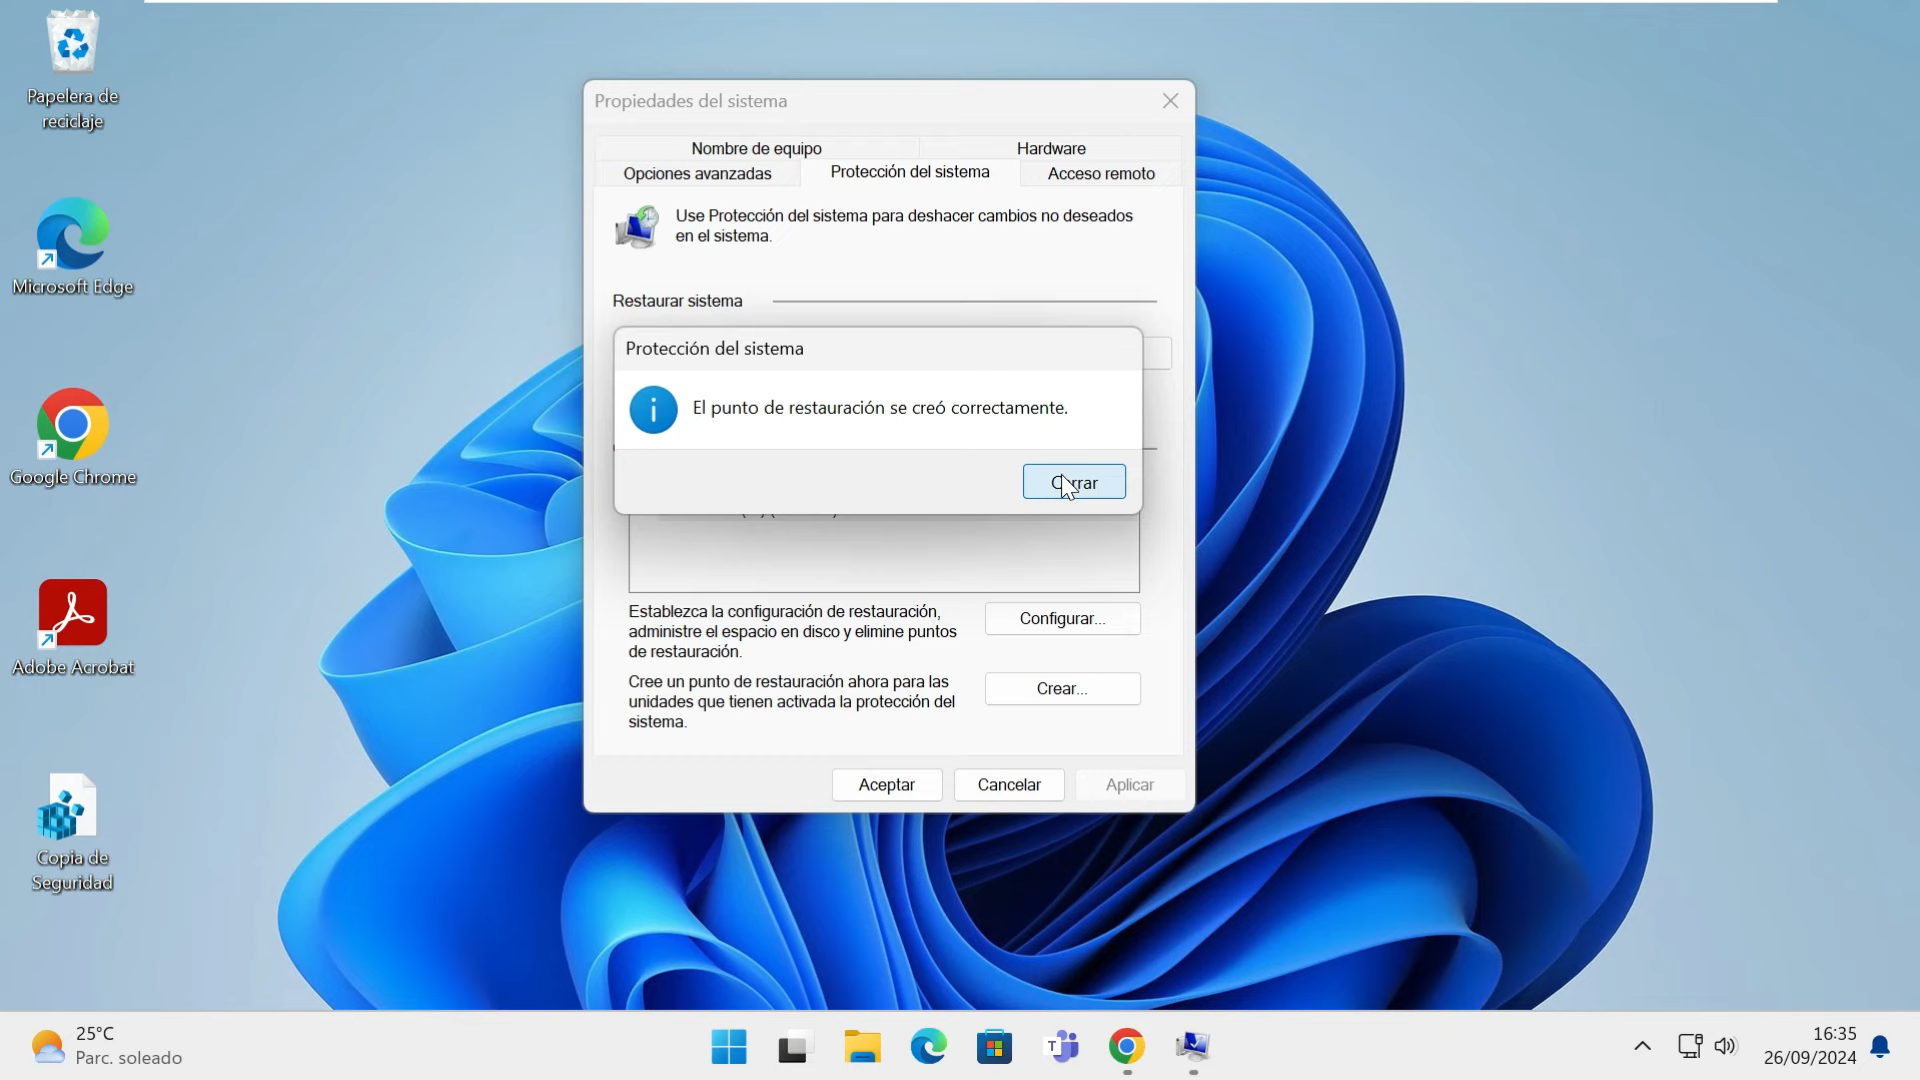 Papelera de
reciclaje
Microsoft Edge
Google Chrome
Adobe Acrobat
Copia de
Seguridad
Propiedades del sistema
Nombre de equipo
Hardware
Opciones avanzadas
Protección del sistema
Acceso remoto
Use Protección del sistema para deshacer cambios no deseados
en el sistema.
Restaurar sistema
Protección del sistema
El punto de restauración se creó correctamente.
Establezca la configuración de restauración,
administre el espacio en disco y elimine puntos
de restauración.
Configurar...
Cree un punto de restauración ahora para las
unidades que tienen activada la protección del
sistema.
Crear...
Aceptar
Cancelar
Aplicar
25°C
Parc. soleado
T
16:35
26/09/2024